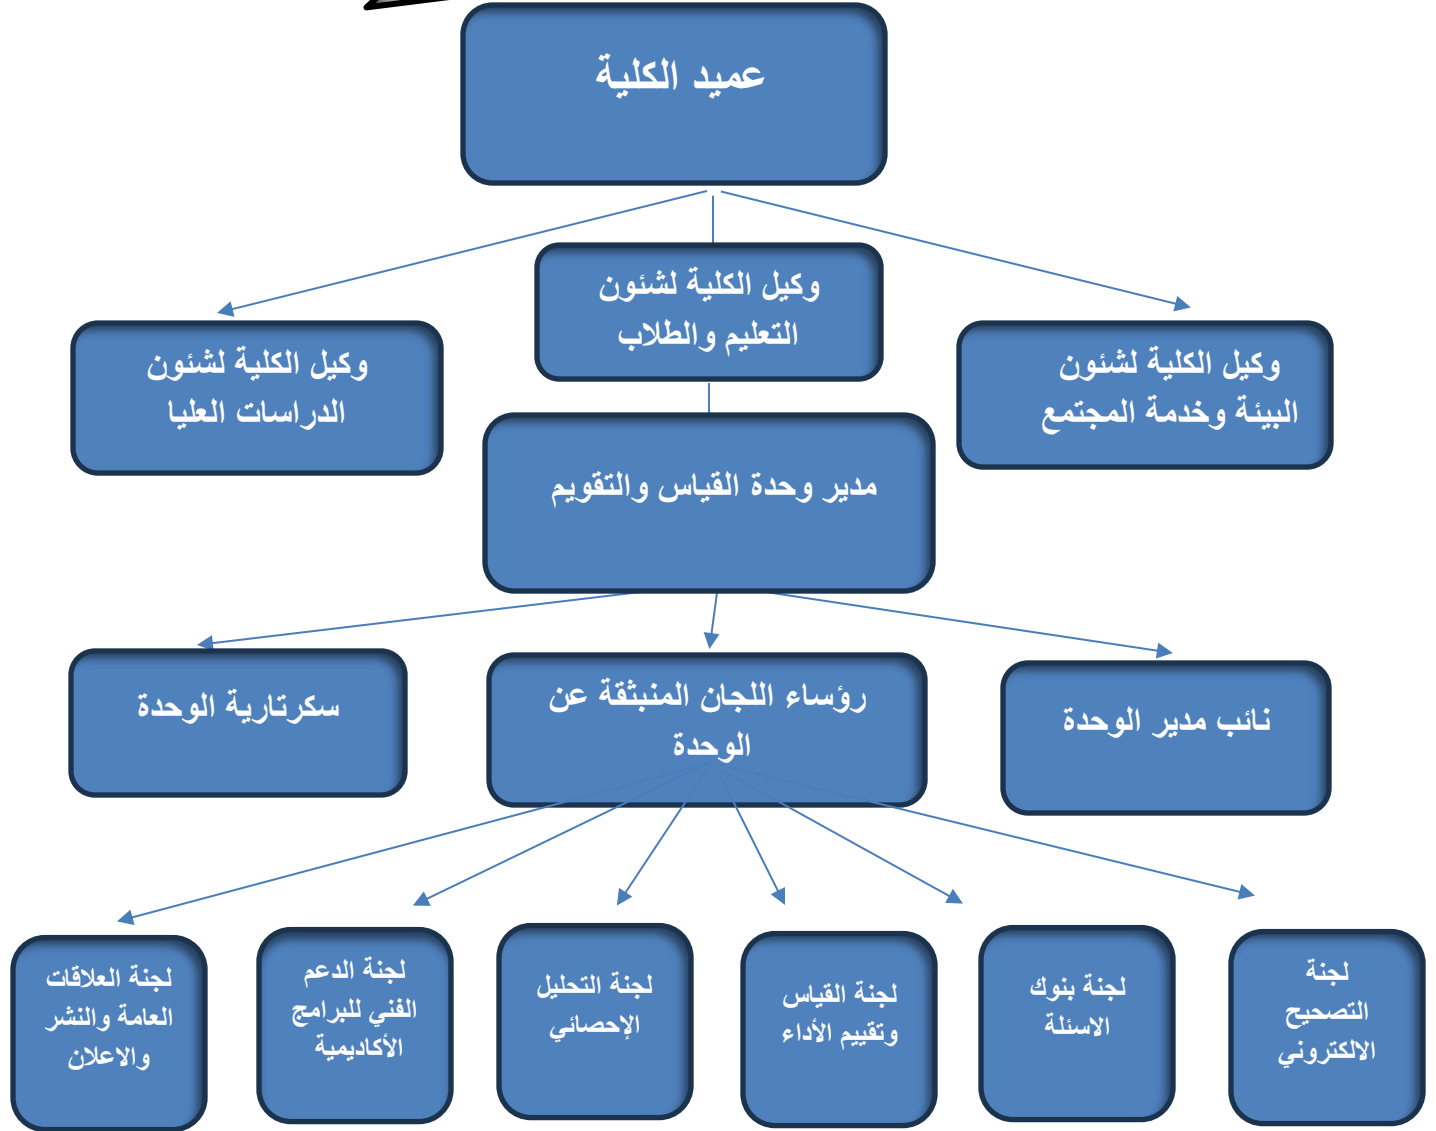 عميد الكلية
وكيل الكلية لشئون
التعليم والطلاب
وكيل الكلية لشئون
البيئة وخدمة المجتمع
وكيل الكلية لشئون
الدراسات العليا
مدير وحدة القياس والتقويم
نائب مدير الوحدة
رؤساء اللجان المنبثقة عن
الوحدة
سكرتارية الوحدة
لجنة
التصحيح
الالكتروني
لجنة بنوك
الاسئلة
لجنة القياس
وتقييم الأداء
لجنة التحليل
الإحصائي
لجنة الدعم
الفني للبرامج
الأكاديمية
لجنة العلاقات
العامة والنشر
والاعلان